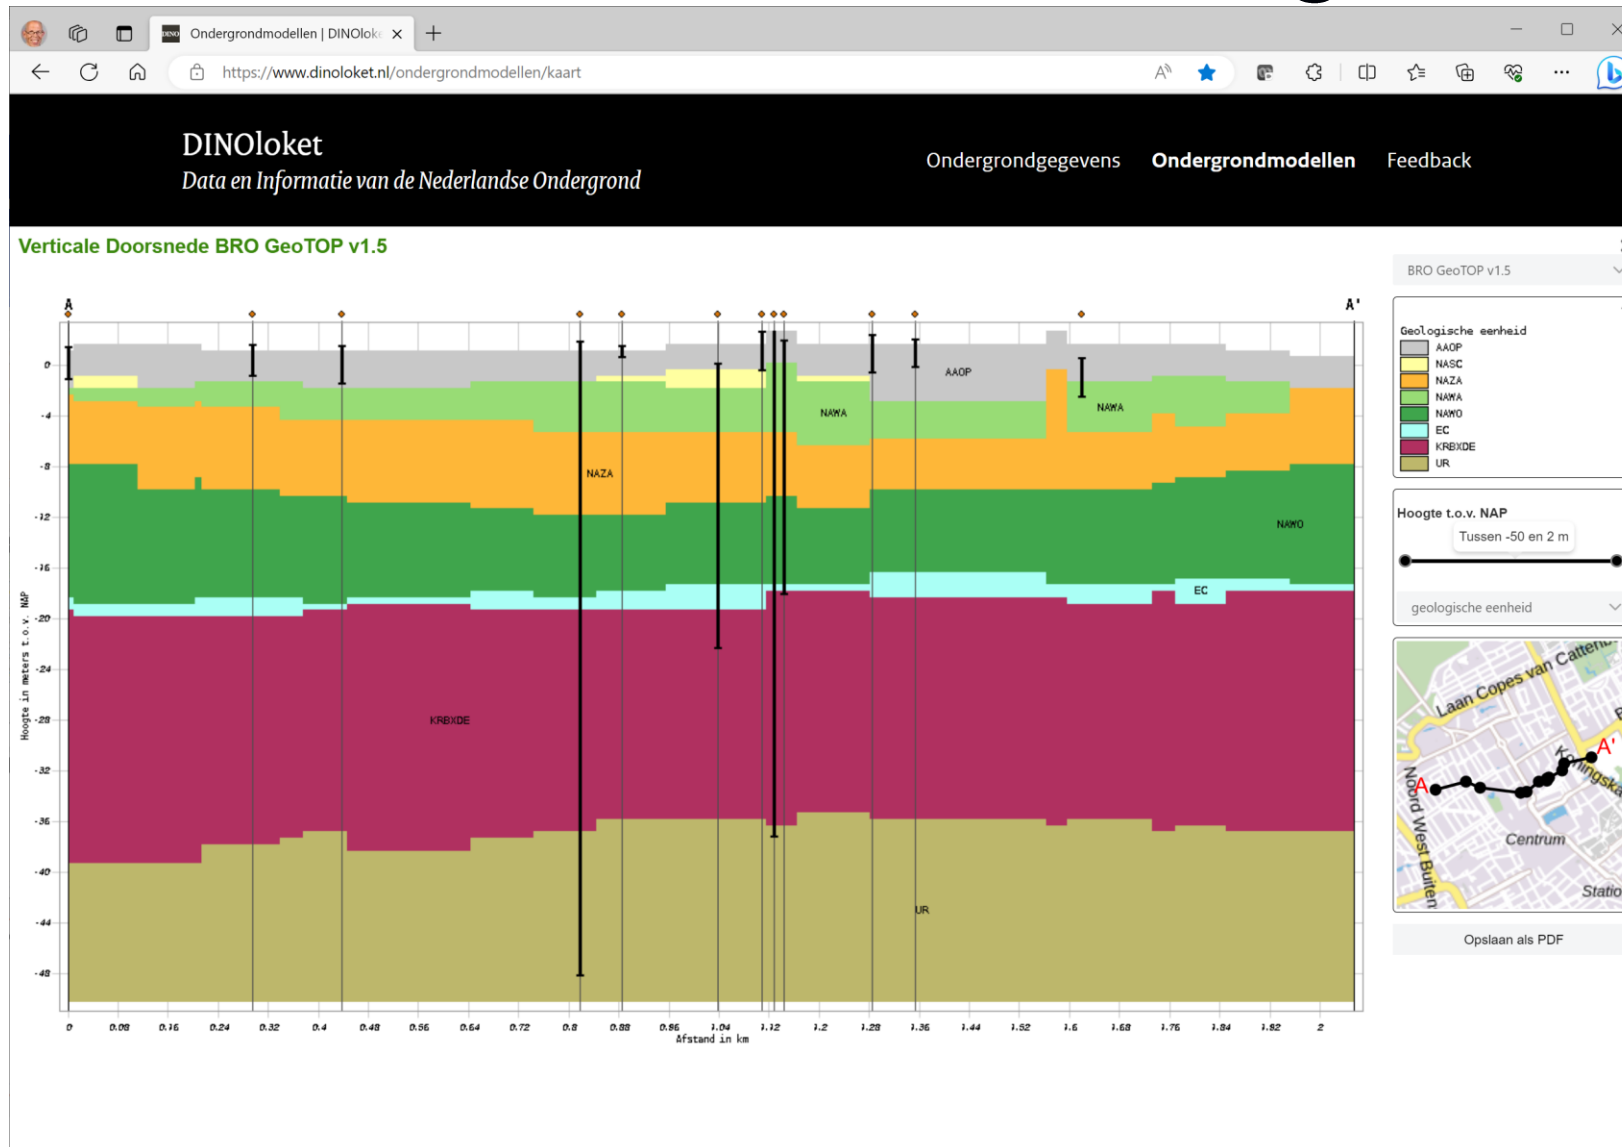 Ondergrondmodellen | DINOlok
https://www.dinoloket.nl/ondergrondmodellen/kaart
DINOloket
Data en Informatie van de Nederlandse Ondergrond
Ondergrondgegevens Ondergrondmodellen Feedback
Verticale Doorsnede BRO GeoTOP v1.5
BRO GeoTOP v1.5
A A'
Geologische eenheid
AAOP
NASC
NAZA
NAWA
NAWO
EC
KRBXDE
UR
Hoogte t.o.v. NAP
Tussen -50 en 2 m
geologische eenheid
Hoogte in meters t.o.v. NAP
0
-4
-8
-12
-16
-20
-24
-28
-32
-36
-40
-44
-48
AAOP
NAWA
NAWA
NAZA
NAWO
EC
KRBXDE
UR
0 0.08 0.16 0.24 0.32 0.4 0.48 0.56 0.64 0.72 0.8 0.88 0.96 1.04 1.12 1.2 1.28 1.36 1.44 1.52 1.6 1.68 1.76 1.84 1.92 2
Afstand in km
Laan Copes van Cattenb
A'
A
Koningska
Noord West Buiten
Centrum
Statio
Opslaan als PDF